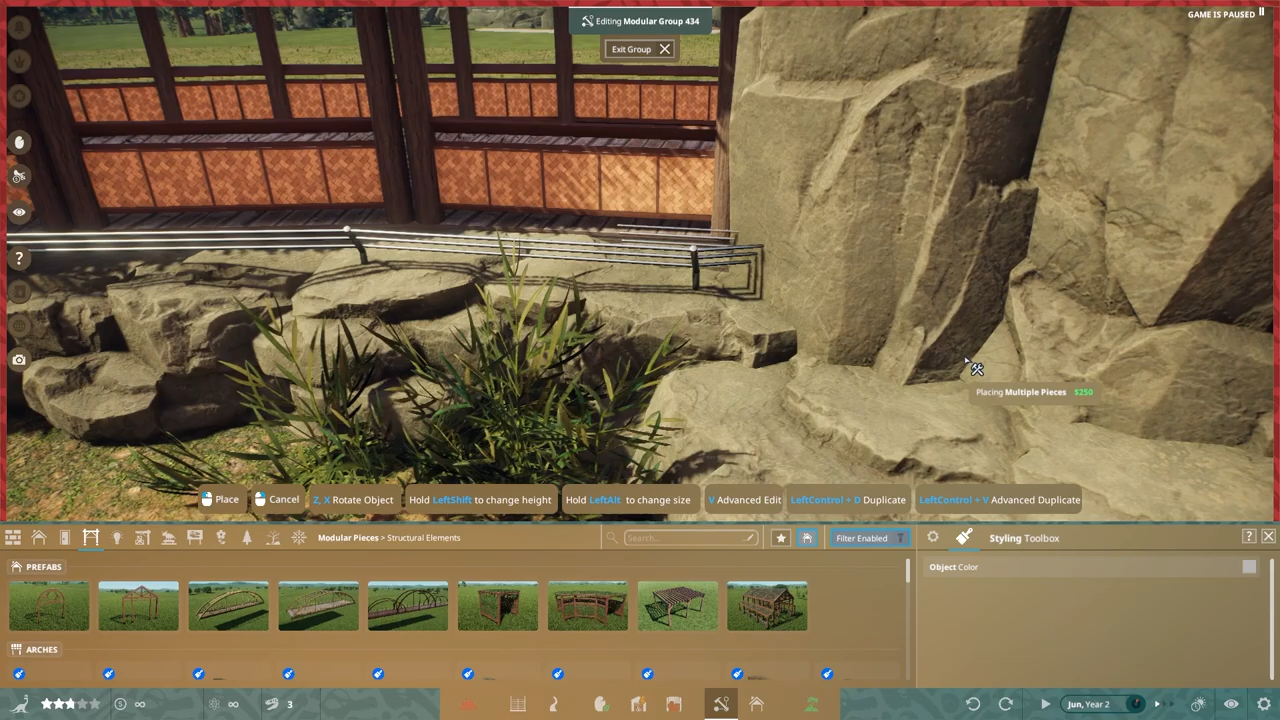 Editing Modular Group 434
GAME IS PAUSED
Exit Group
?
Placing Multiple Pieces $250
Place
Cancel
Z, X Rotate Object
Hold LeftShift to change height
Hold LeftAlt to change size
V Advanced Edit
LeftControl + D Duplicate
LeftControl + V Advanced Duplicate
Modular Pieces > Structural Elements
Search...
Filter Enabled
Styling Toolbox
?
PREFABS
Object Color
ARCHES
∞
∞
3
Jun, Year 2